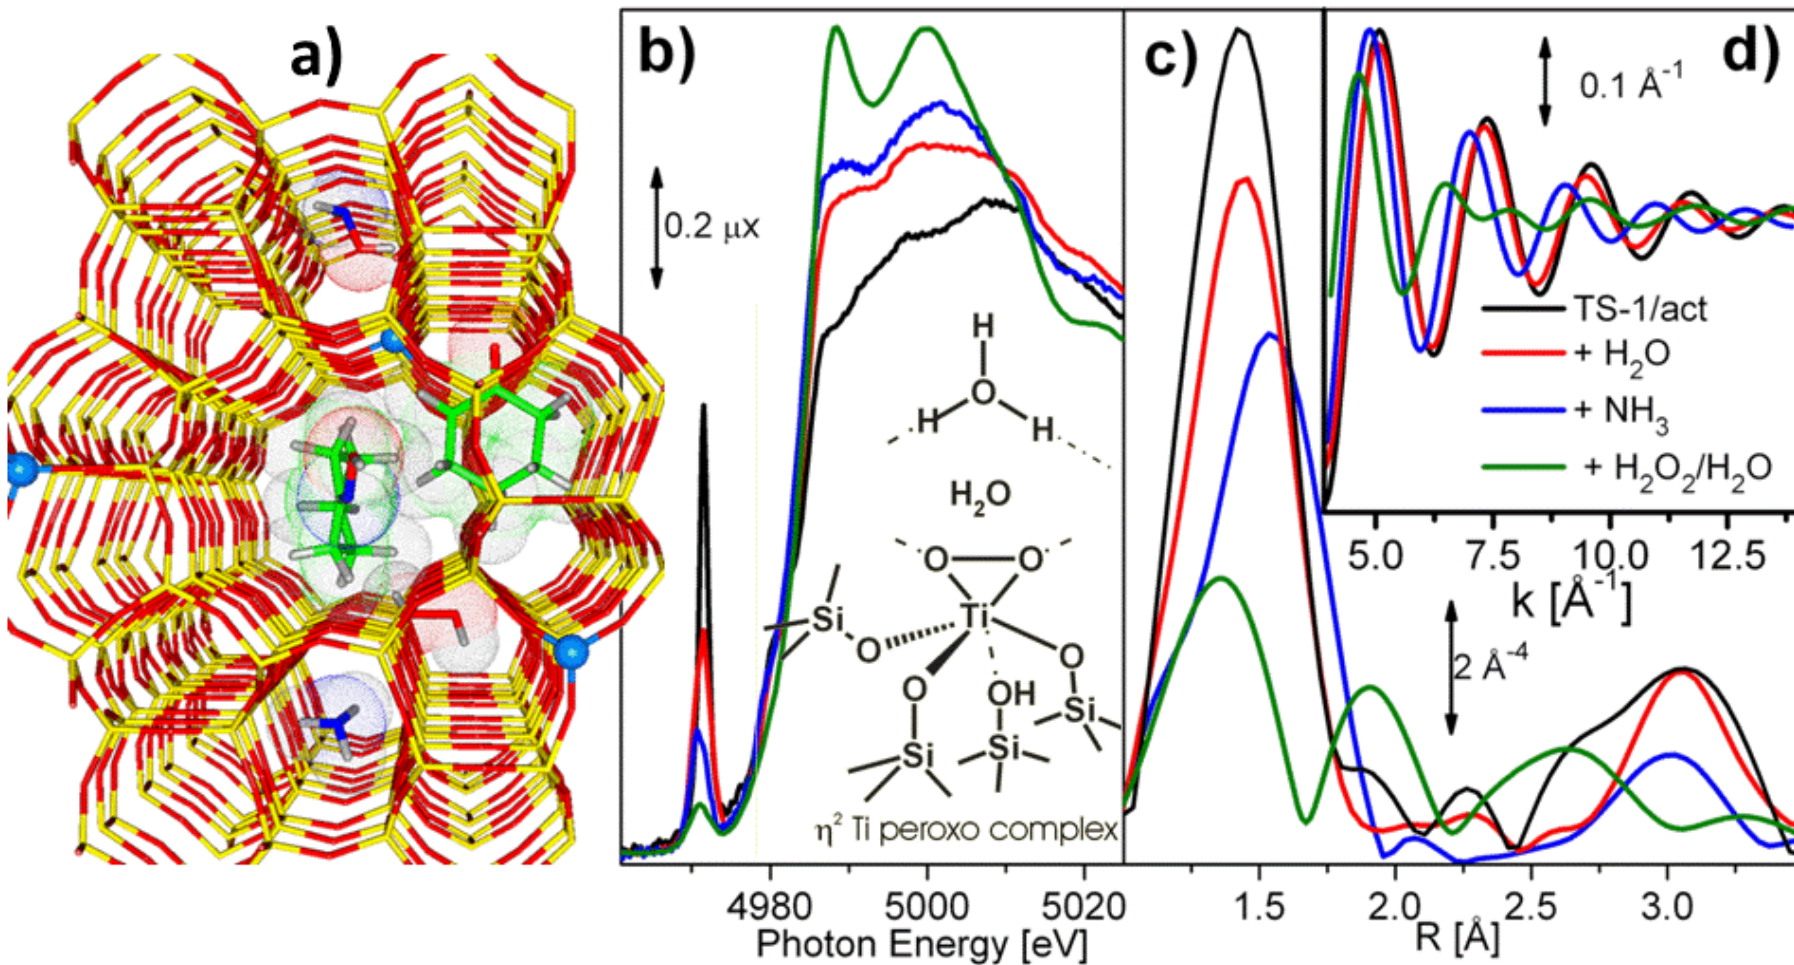 a)
b)
0.2 μx
H
O
H
H
H₂O
O
O
Ti
Si
O
O
OH
O
Si
Si
Si
η² Ti peroxo complex
4980
5000
5020
Photon Energy [eV]
c)
d)
0.1 Å⁻¹
TS-1/act
+ H₂O
+ NH₃
+ H₂O₂/H₂O
5.0
7.5
10.0
12.5
k [Å⁻¹]
2 Å⁻⁴
1.5
2.0
2.5
3.0
R [Å]